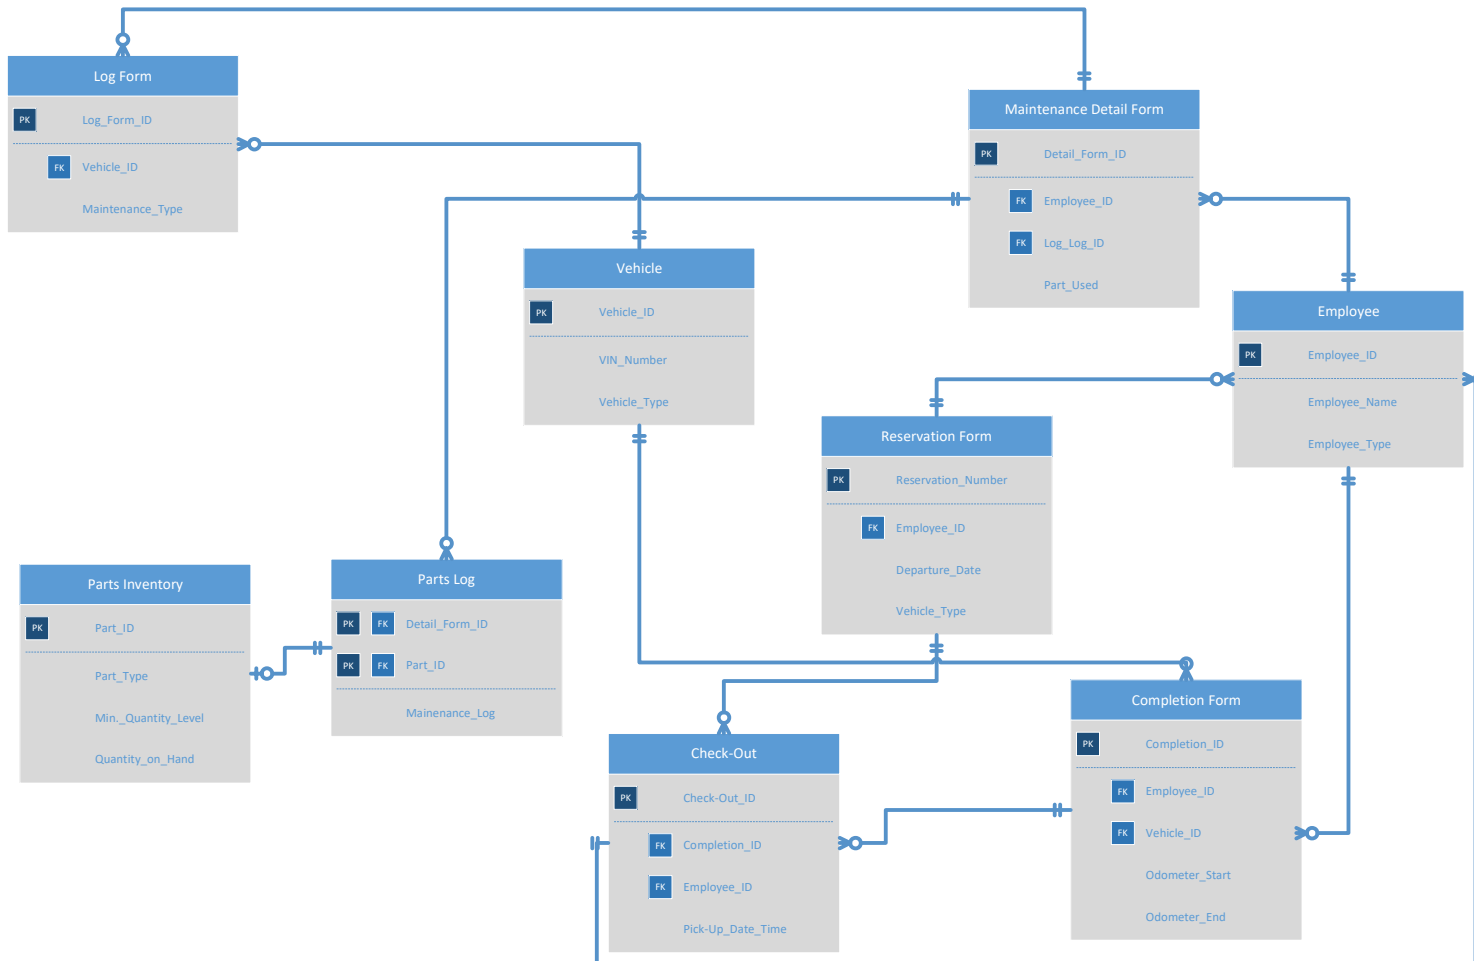 Log Form
PK Log_Form_ID
FK Vehicle_ID
Maintenance_Type
Maintenance Detail Form
PK Detail_Form_ID
FK Employee_ID
FK Log_Log_ID
Part_Used
Vehicle
PK Vehicle_ID
VIN_Number
Vehicle_Type
Employee
PK Employee_ID
Employee_Name
Employee_Type
Reservation Form
PK Reservation_Number
FK Employee_ID
Departure_Date
Vehicle_Type
Parts Inventory
PK Part_ID
Part_Type
Min._Quantity_Level
Quantity_on_Hand
Parts Log
PK FK Detail_Form_ID
PK FK Part_ID
Mainenance_Log
Check-Out
PK Check-Out_ID
FK Completion_ID
FK Employee_ID
Pick-Up_Date_Time
Completion Form
PK Completion_ID
FK Employee_ID
FK Vehicle_ID
Odometer_Start
Odometer_End